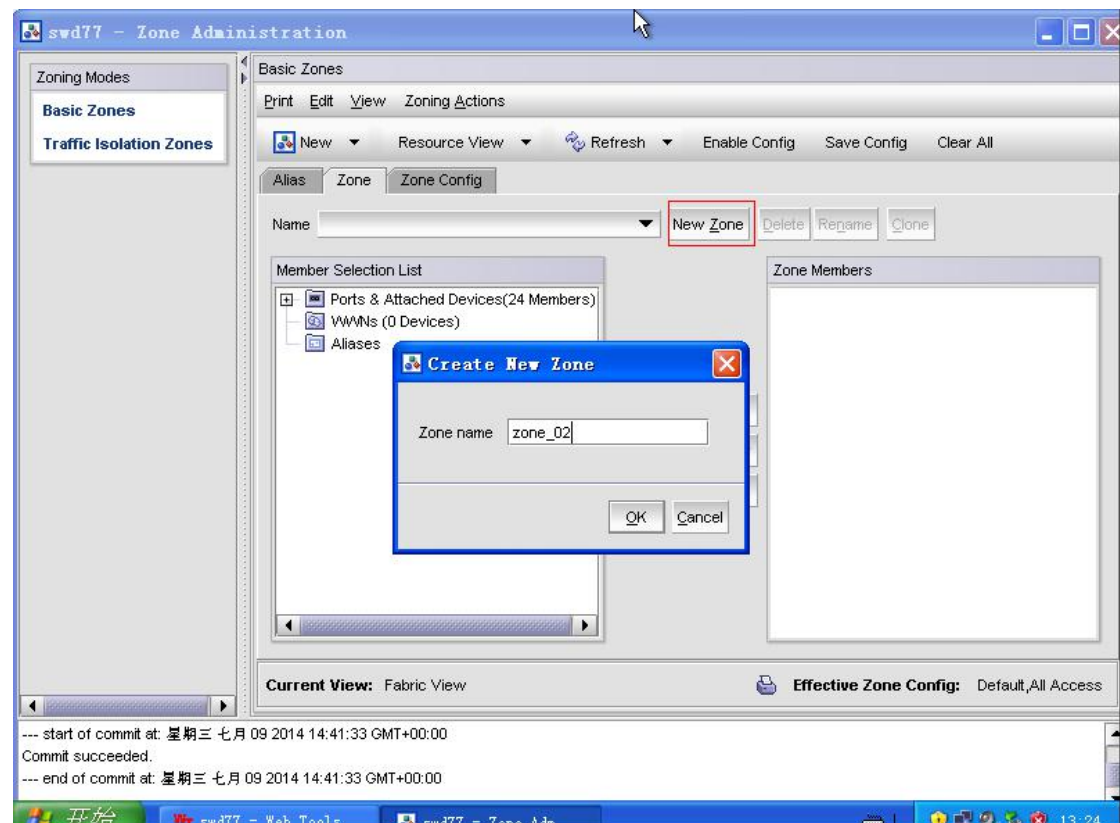 swd77 - Zone Administration
Zoning Modes
Basic Zones
Traffic Isolation Zones
Basic Zones
Print Edit View Zoning Actions
New Resource View Refresh Enable Config Save Config Clear All
Alias Zone Zone Config
Name New Zone Delete Rename Clone
Member Selection List
Zone Members
Ports & Attached Devices(24 Members)
WWNs (0 Devices)
Aliases
Create New Zone
Zone name zone_02
OK Cancel
Current View: Fabric View Effective Zone Config: Default,All Access
--- start of commit at: 星期三 七月 09 2014 14:41:33 GMT+00:00
Commit succeeded.
--- end of commit at: 星期三 七月 09 2014 14:41:33 GMT+00:00
开始 swd77 - Web Tools swd77 - Zone Adm... 13:24